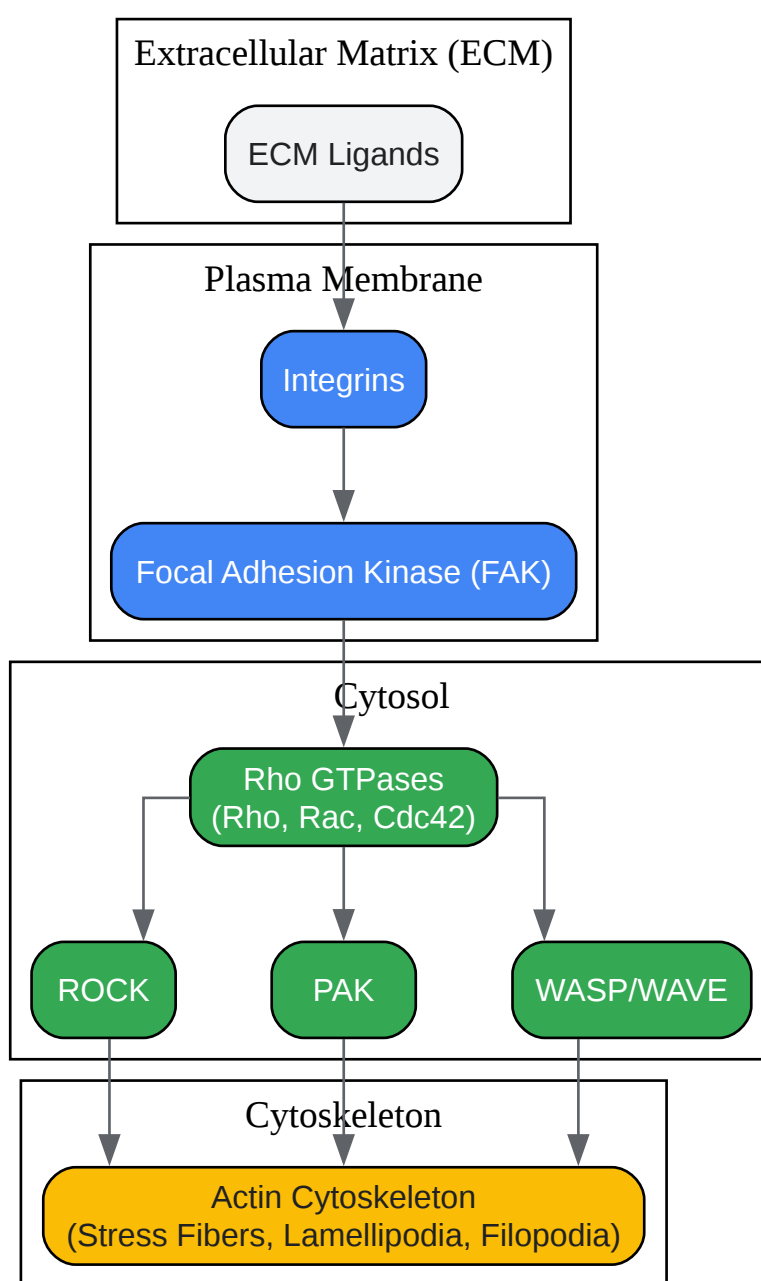 Extracellular Matrix (ECM)
ECM Ligands
Plasma Membrane
Integrins
Focal Adhesion Kinase (FAK)
Cytosol
Rho GTPases
(Rho, Rac, Cdc42)
ROCK
PAK
WASP/WAVE
Cytoskeleton
Actin Cytoskeleton
(Stress Fibers, Lamellipodia, Filopodia)